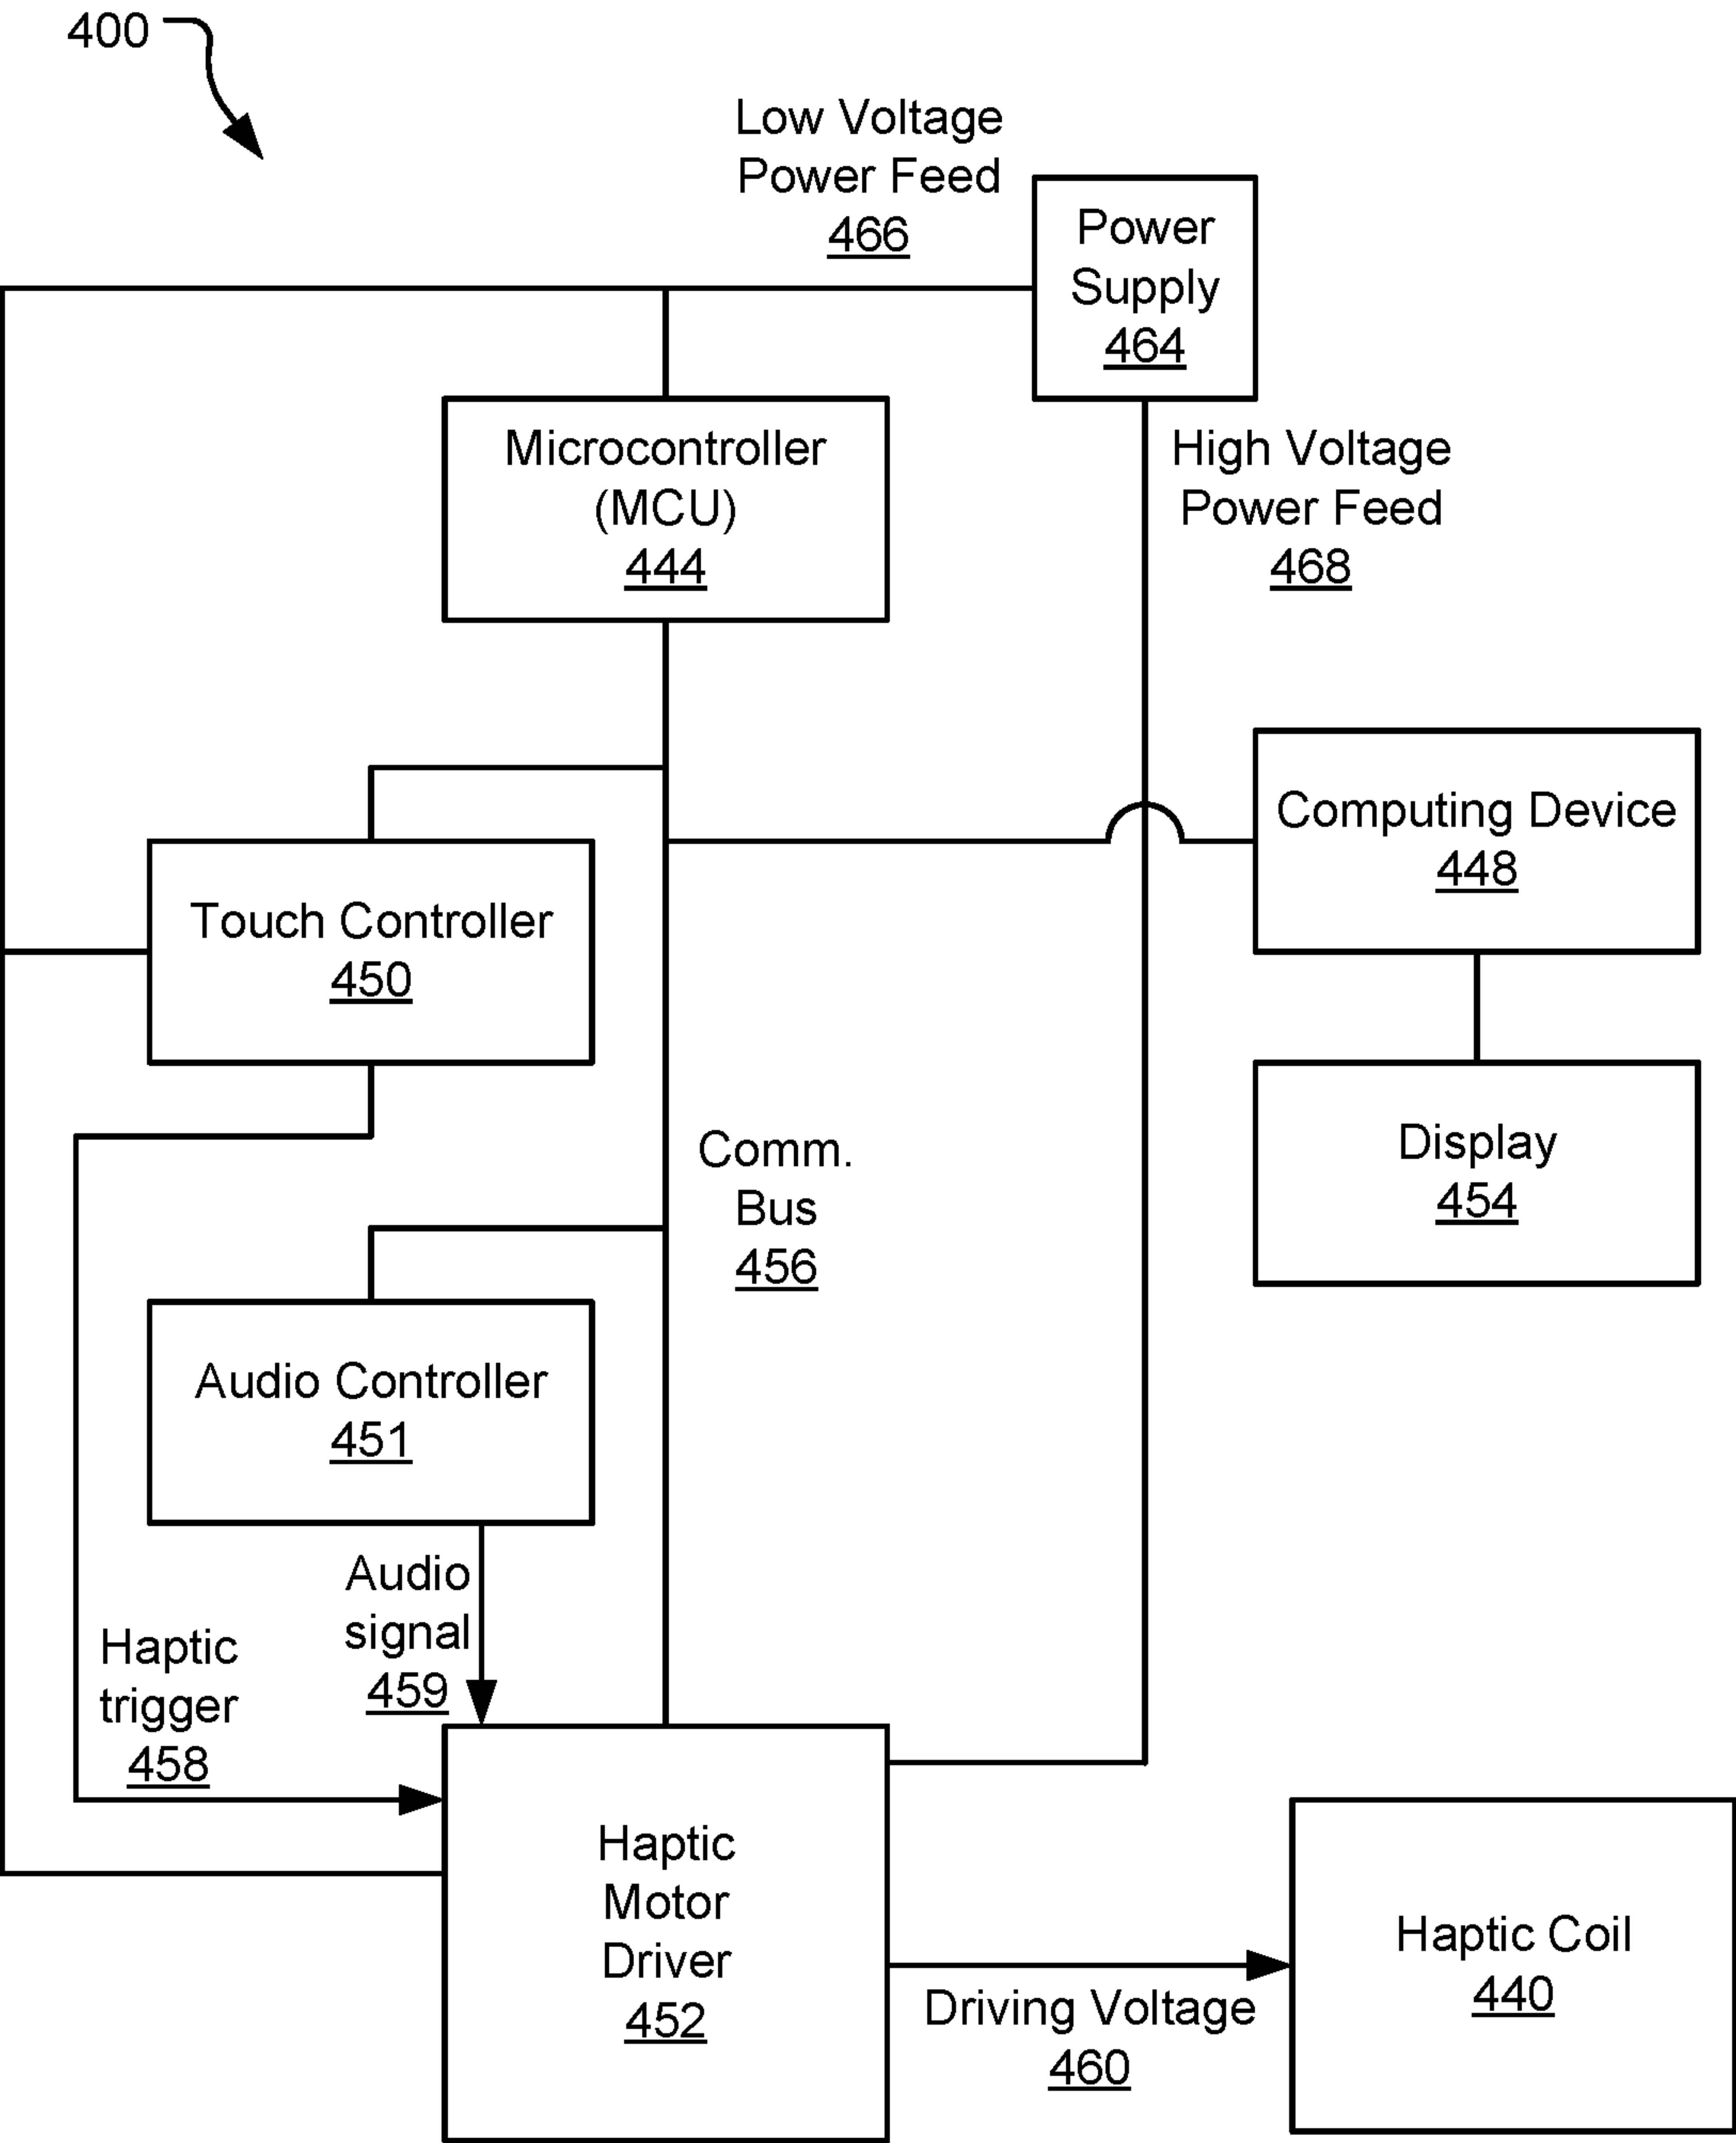 400
Low Voltage
Power Feed
466
Power
Supply
464
Microcontroller
(MCU)
444
High Voltage
Power Feed
468
Computing Device
448
Touch Controller
450
Display
454
Comm.
Bus
456
Audio Controller
451
Audio
signal
459
Haptic
trigger
458
Haptic
Motor
Driver
452
Driving Voltage
460
Haptic Coil
440